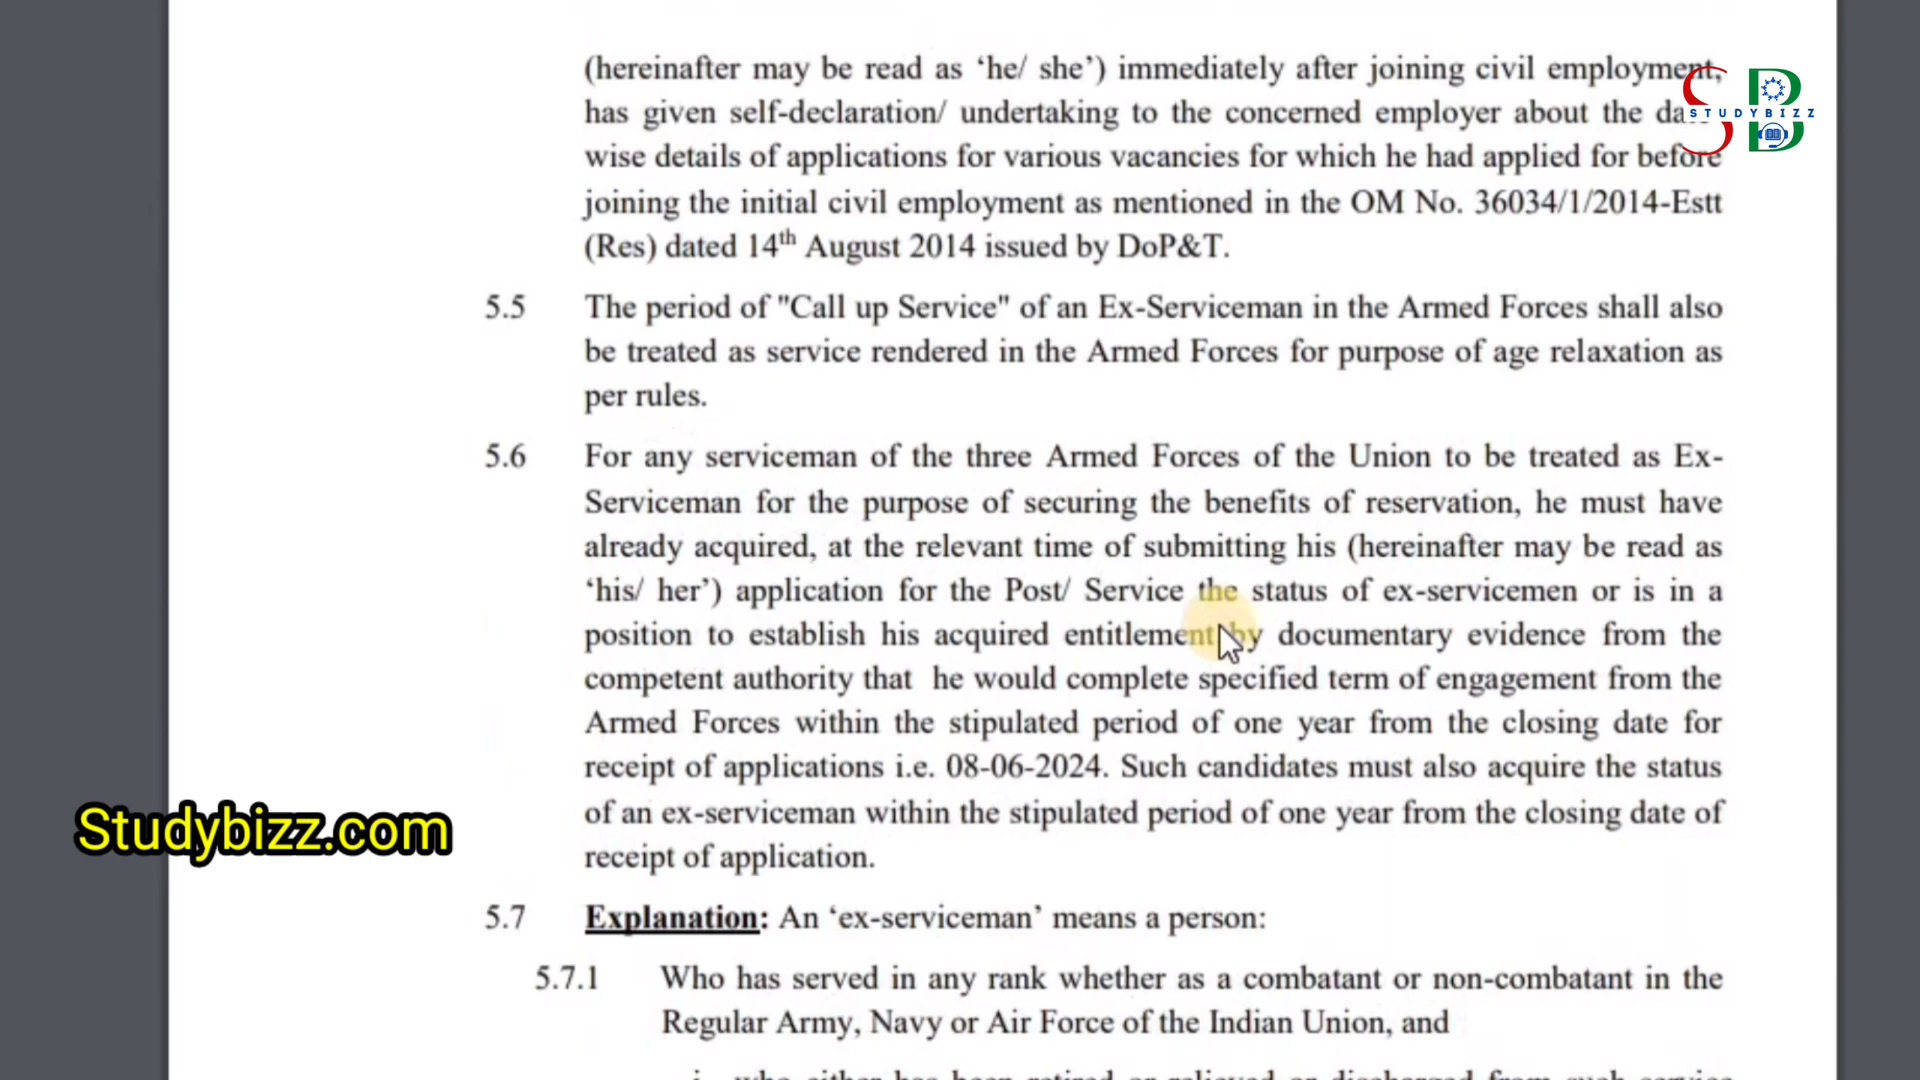 (hereinafter may be read as ‘he/ she’) immediately after joining civil employment,
has given self-declaration/ undertaking to the concerned employer about the
wise details of applications for various vacancies for which he had applied for before
joining the initial civil employment as mentioned in the OM No. 36034/1/2014-Estt
(Res) dated 14th August 2014 issued by DoP&T.
STUDYBIZZ
5.5 The period of "Call up Service" of an Ex-Serviceman in the Armed Forces shall also
be treated as service rendered in the Armed Forces for purpose of age relaxation as
per rules.
5.6 For any serviceman of the three Armed Forces of the Union to be treated as Ex-
Serviceman for the purpose of securing the benefits of reservation, he must have
already acquired, at the relevant time of submitting his (hereinafter may be read as
‘his/ her’) application for the Post/ Service the status of ex-servicemen or is in a
position to establish his acquired entitlement by documentary evidence from the
competent authority that he would complete specified term of engagement from the
Armed Forces within the stipulated period of one year from the closing date for
receipt of applications i.e. 08-06-2024. Such candidates must also acquire the status
of an ex-serviceman within the stipulated period of one year from the closing date of
receipt of application.
Studybizz.com
5.7 Explanation: An ‘ex-serviceman’ means a person:
5.7.1 Who has served in any rank whether as a combatant or non-combatant in the
Regular Army, Navy or Air Force of the Indian Union, and